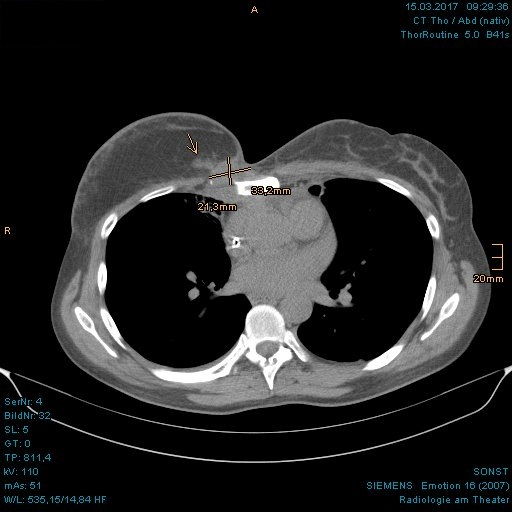 A
15.03.2017 09:29:36
CT Tho / Abd (nativ)
ThorRoutine 5.0 B41s
R
33,2mm
21,3mm
20mm
SerNr: 4
BildNr: 32
SL: 5
GT: 0
TP: 811,4
kV: 110
mAs: 51
W/L: 535,15/14,84 HF
SONST
SIEMENS Emotion 16 (2007)
Radiologie am Theater